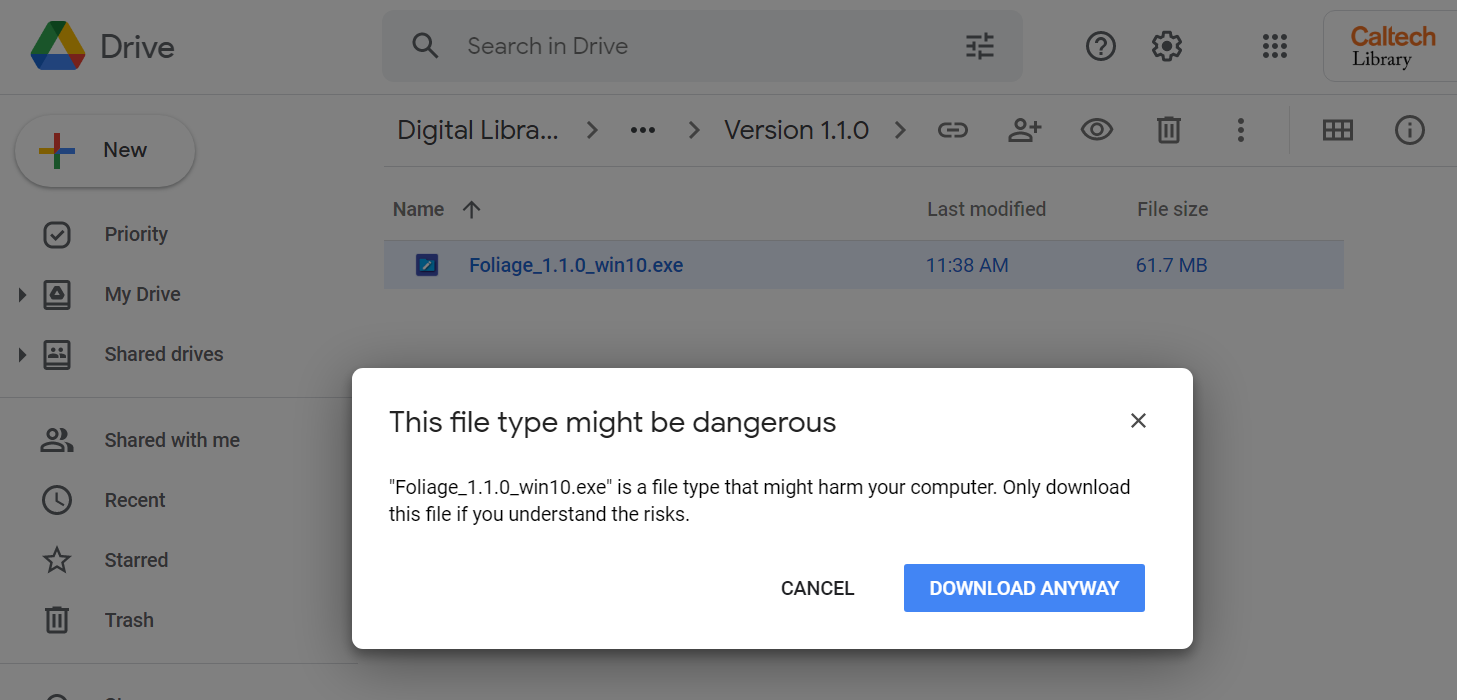 Drive
Search in Drive
Caltech
Library
New
Digital Libra...
Version 1.1.0
Priority
My Drive
Shared drives
Shared with me
Recent
Starred
Trash
Name
Last modified
File size
Foliage_1.1.0_win10.exe
11:38 AM
61.7 MB
This file type might be dangerous
"Foliage_1.1.0_win10.exe" is a file type that might harm your computer. Only download
this file if you understand the risks.
CANCEL
DOWNLOAD ANYWAY